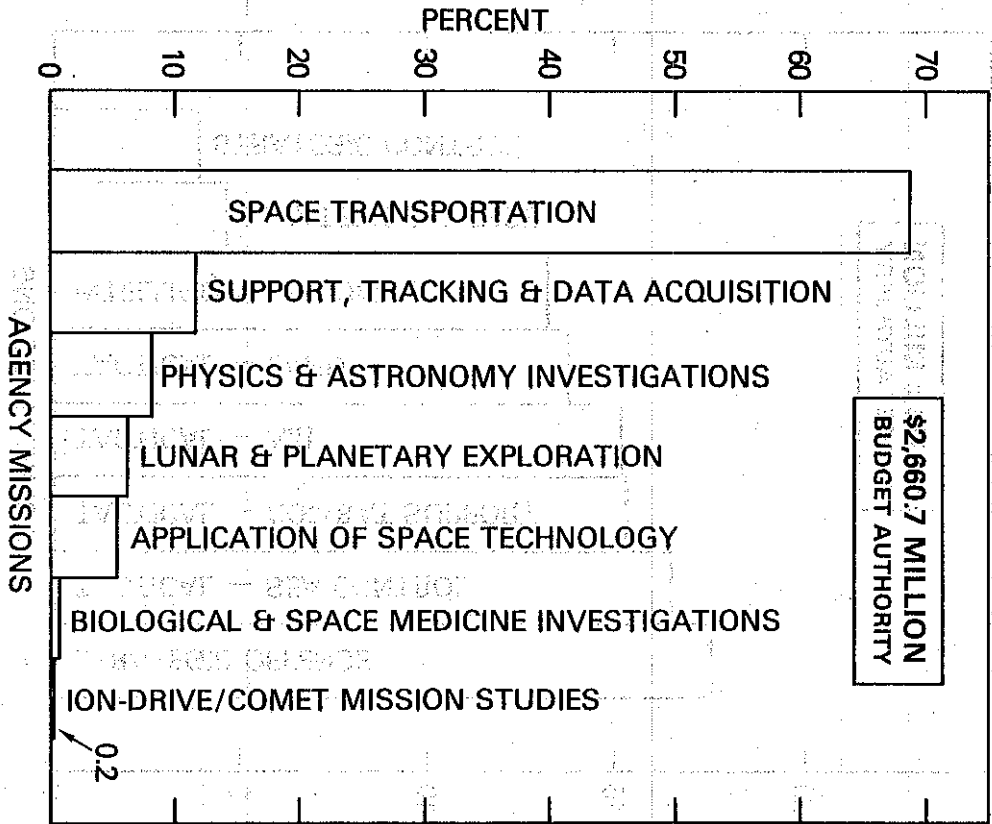 PERCENT
0 10 20 30 40 50 60 70
SPACE TRANSPORTATION
SUPPORT, TRACKING & DATA ACQUISITION
PHYSICS & ASTRONOMY INVESTIGATIONS
LUNAR & PLANETARY EXPLORATION
APPLICATION OF SPACE TECHNOLOGY
BIOLOGICAL & SPACE MEDICINE INVESTIGATIONS
ION-DRIVE/COMET MISSION STUDIES
0.2
$2,660.7 MILLION
BUDGET AUTHORITY
AGENCY MISSIONS